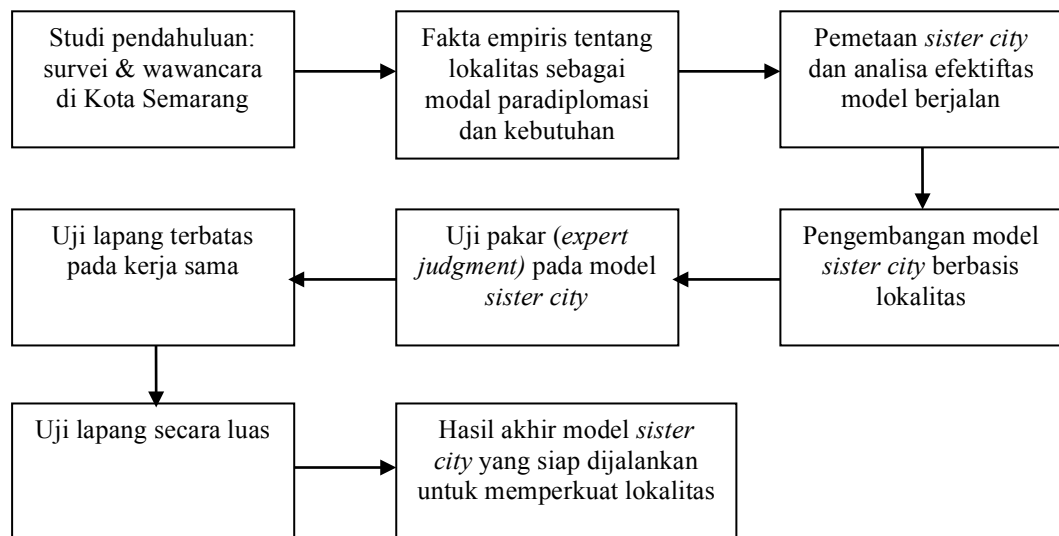 Studi pendahuluan:
survei & wawancara
di Kota Semarang
Fakta empiris tentang
lokalitas sebagai
modal paradiplomasi
dan kebutuhan
Pemetaan sister city
dan analisa efektiftas
model berjalan
Pengembangan model
sister city berbasis
lokalitas
Uji pakar (expert
judgment) pada model
sister city
Uji lapang terbatas
pada kerja sama
Uji lapang secara luas
Hasil akhir model sister
city yang siap dijalankan
untuk memperkuat lokalitas